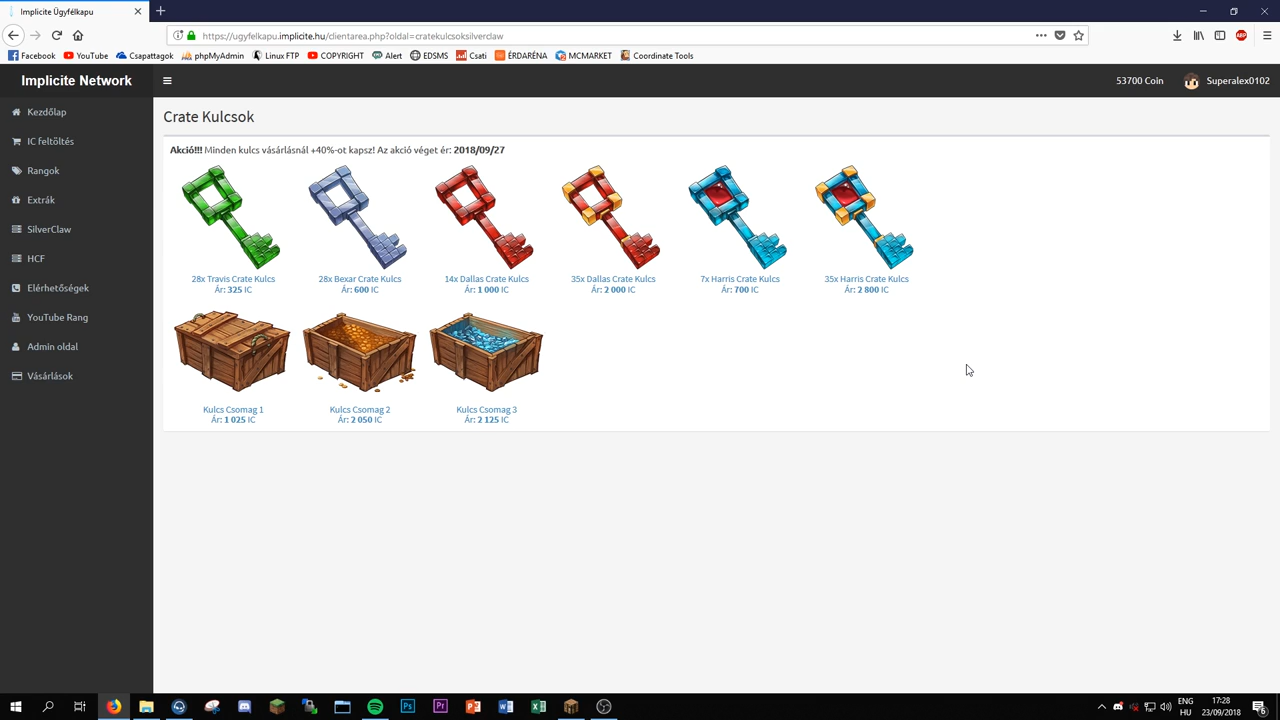 Implicite Ügyfélkapu
https://ugyfelkapu.implicite.hu/clientarea.php?oldal=cratekulcsoksilverclaw
Facebook YouTube Csapattagok phpMyAdmin Linux FTP COPYRIGHT Alert EDSMS Csati ÉRDARÉNA MCMARKET Coordinate Tools
Implicite Network
53700 Coin Superalex0102
Kezdőlap
IC feltöltés
Rangok
Extrák
SilverClaw
HCF
Elérhetőségek
YouTube Rang
Admin oldal
Vásárlások
Crate Kulcsok
Akció!!! Minden kulcs vásárlásnál +40%-ot kapsz! Az akció véget ér: 2018/09/27
28x Travis Crate Kulcs 28x Bexar Crate Kulcs 14x Dallas Crate Kulcs 35x Dallas Crate Kulcs 7x Harris Crate Kulcs 35x Harris Crate Kulcs
Ár: 325 IC Ár: 600 IC Ár: 1 000 IC Ár: 2 000 IC Ár: 700 IC Ár: 2 800 IC
Kulcs Csomag 1 Kulcs Csomag 2 Kulcs Csomag 3
Ár: 1 025 IC Ár: 2 050 IC Ár: 2 125 IC
ENG 17:28
HU 23/09/2018